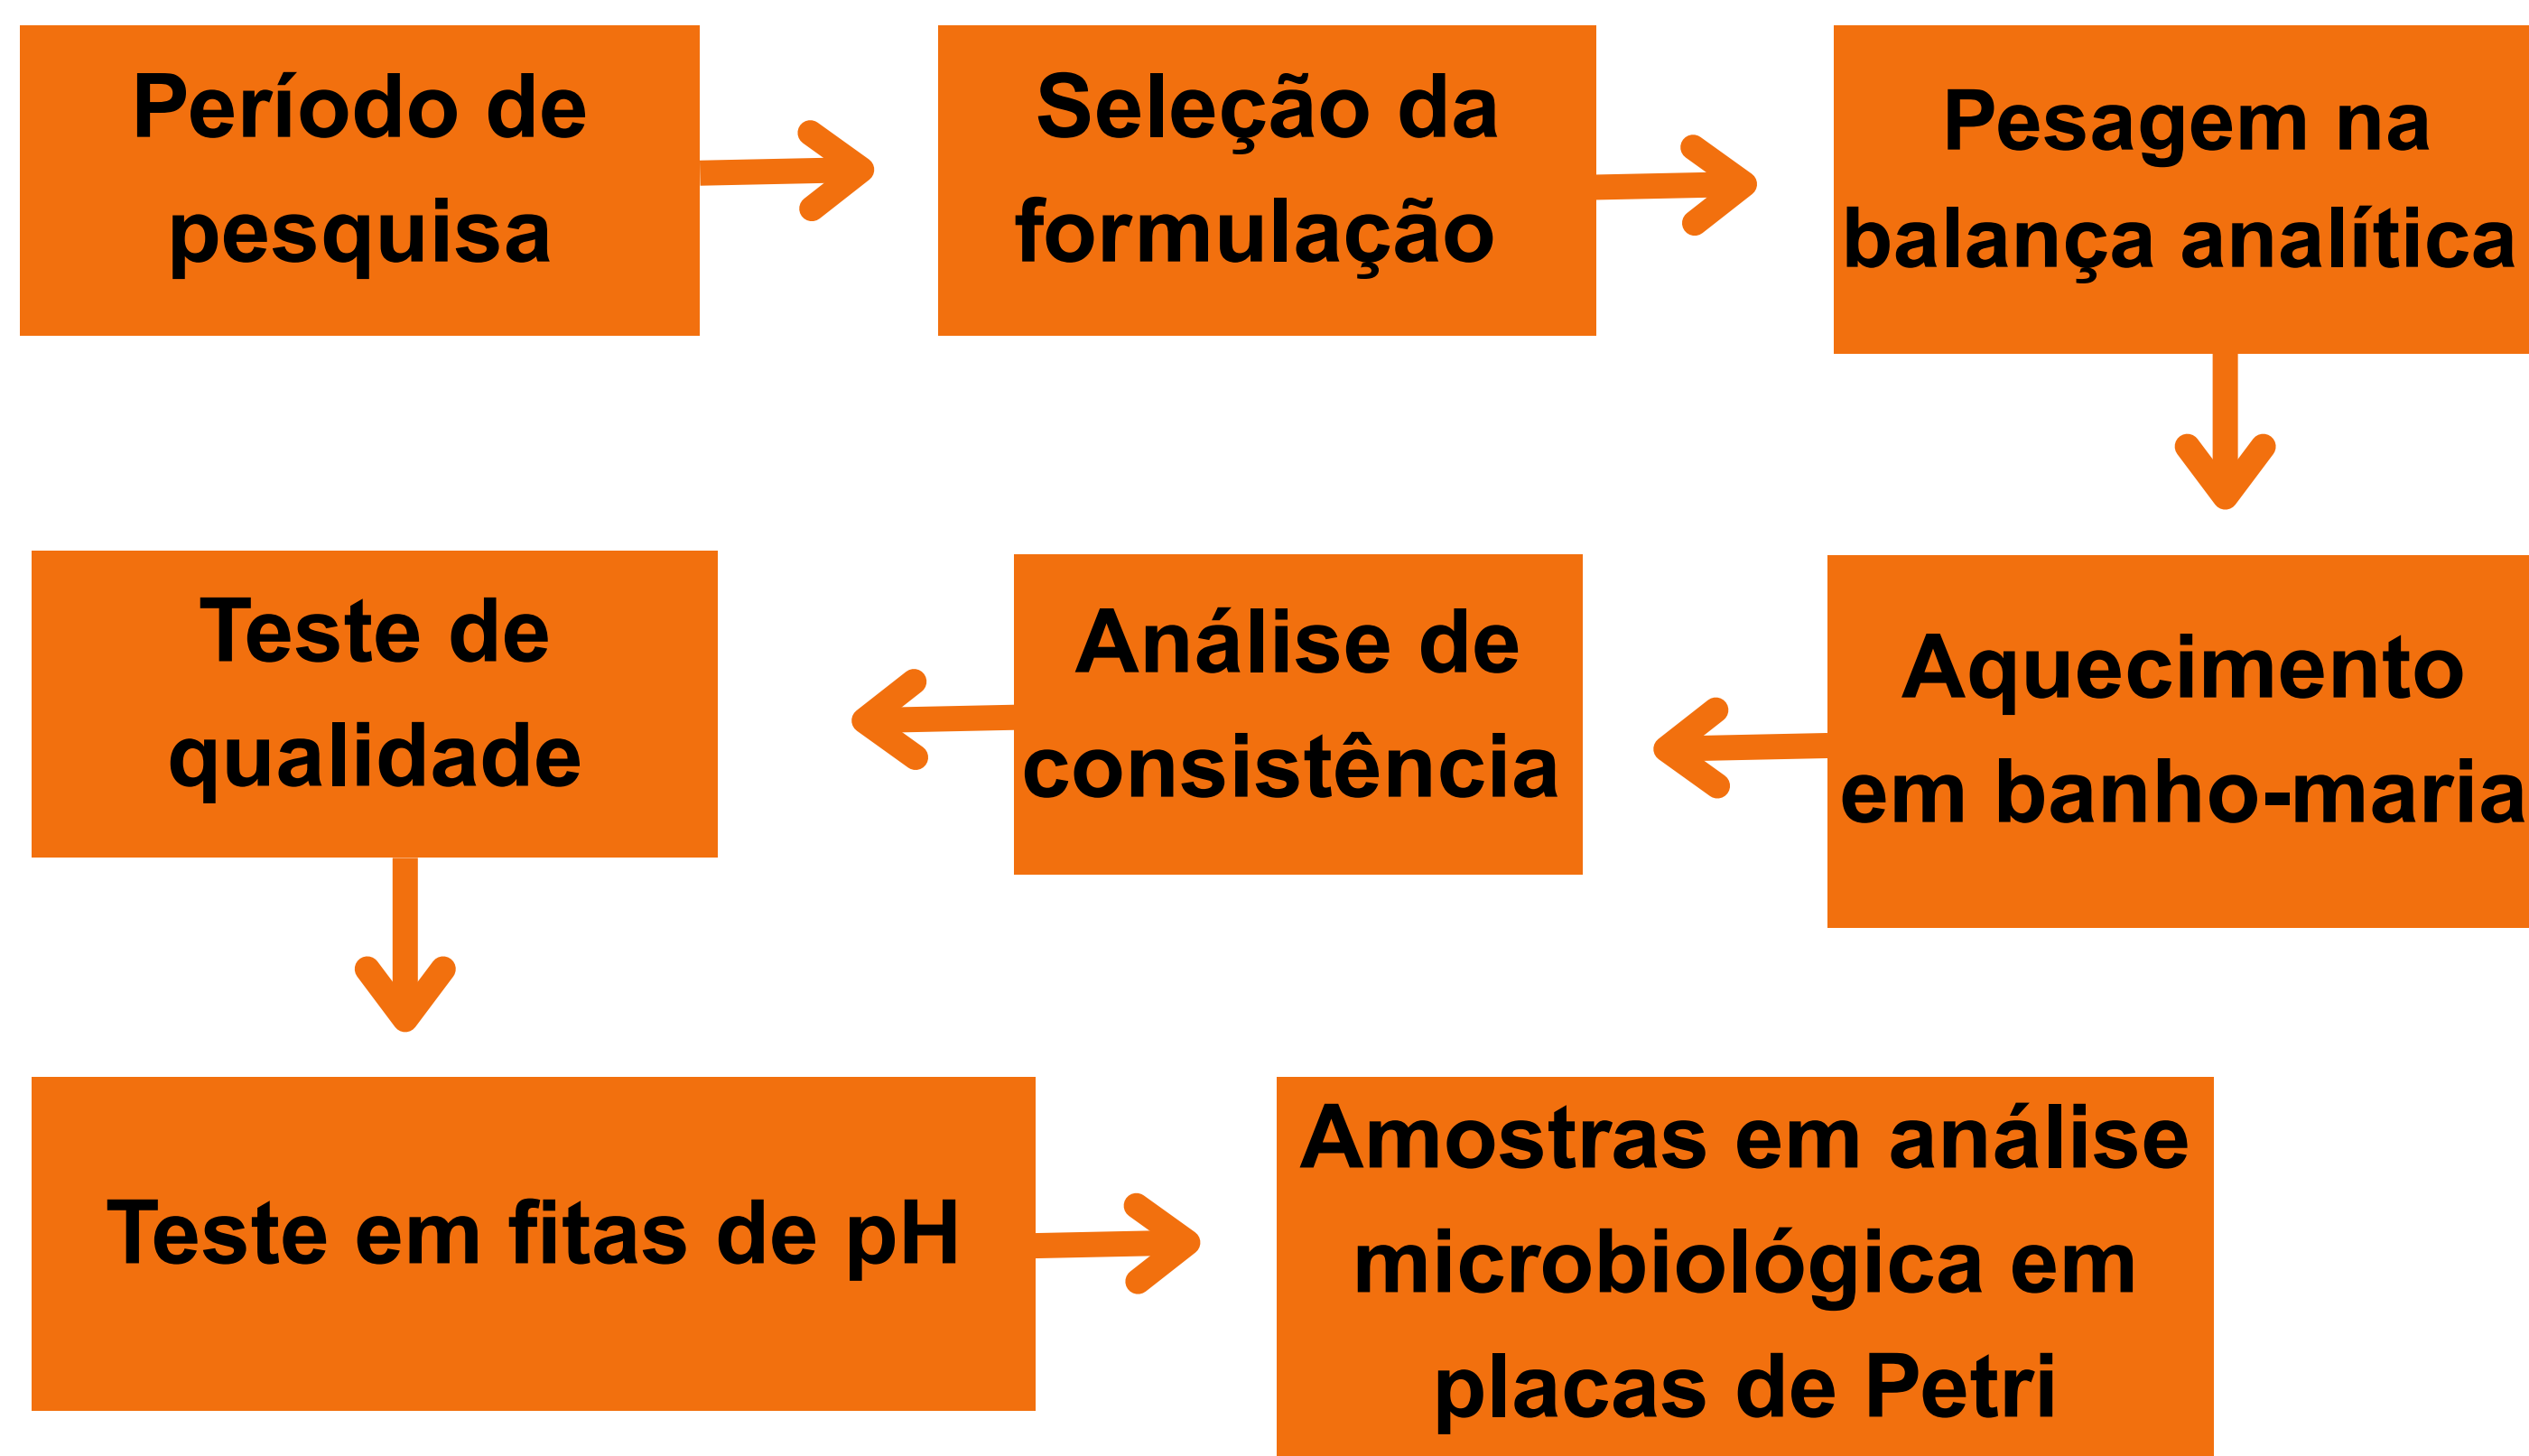 Período de
pesquisa
Seleção da
formulação
Pesagem na
balança analítica
Aquecimento
em banho-maria
Análise de
consistência
Teste de
qualidade
Teste em fitas de pH
Amostras em análise
microbiológica em
placas de Petri